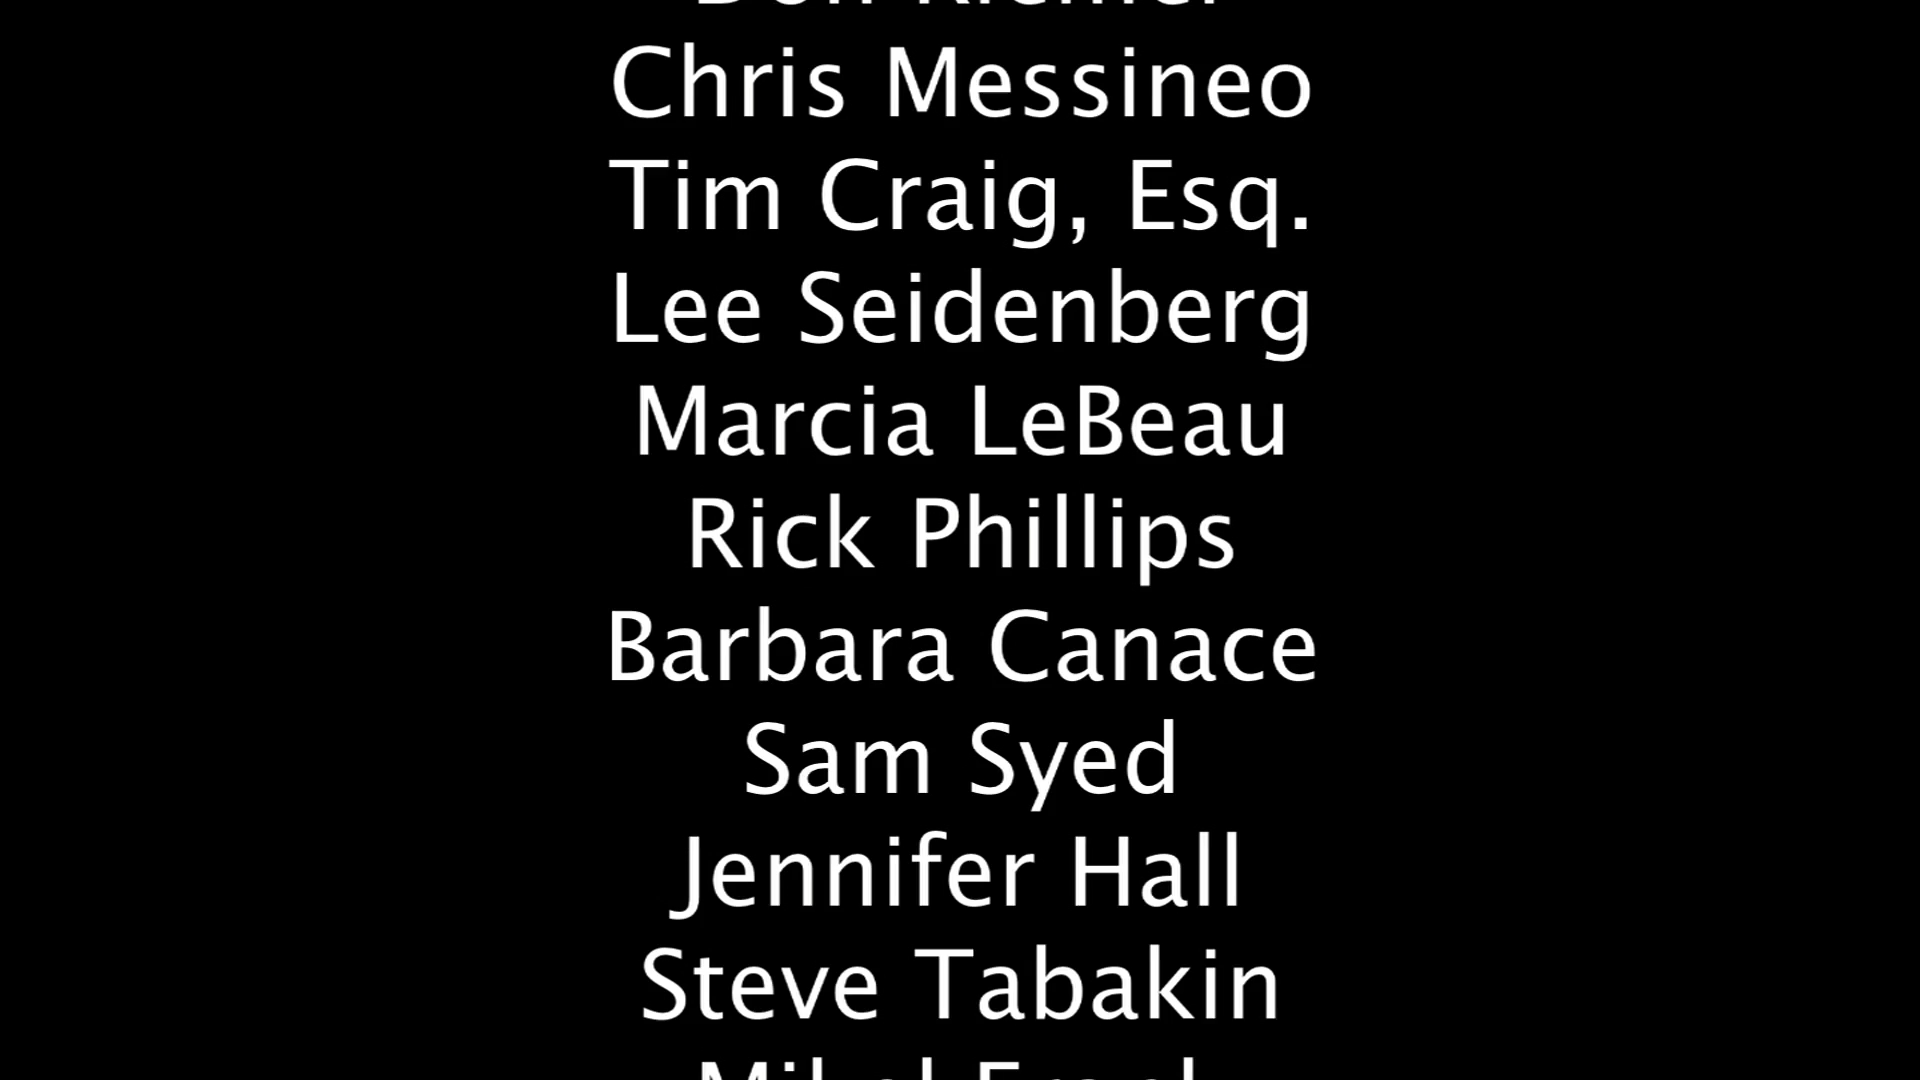 Chris Messineo
Tim Craig, Esq.
Lee Seidenberg
Marcia LeBeau
Rick Phillips
Barbara Canace
Sam Syed
Jennifer Hall
Steve Tabakin